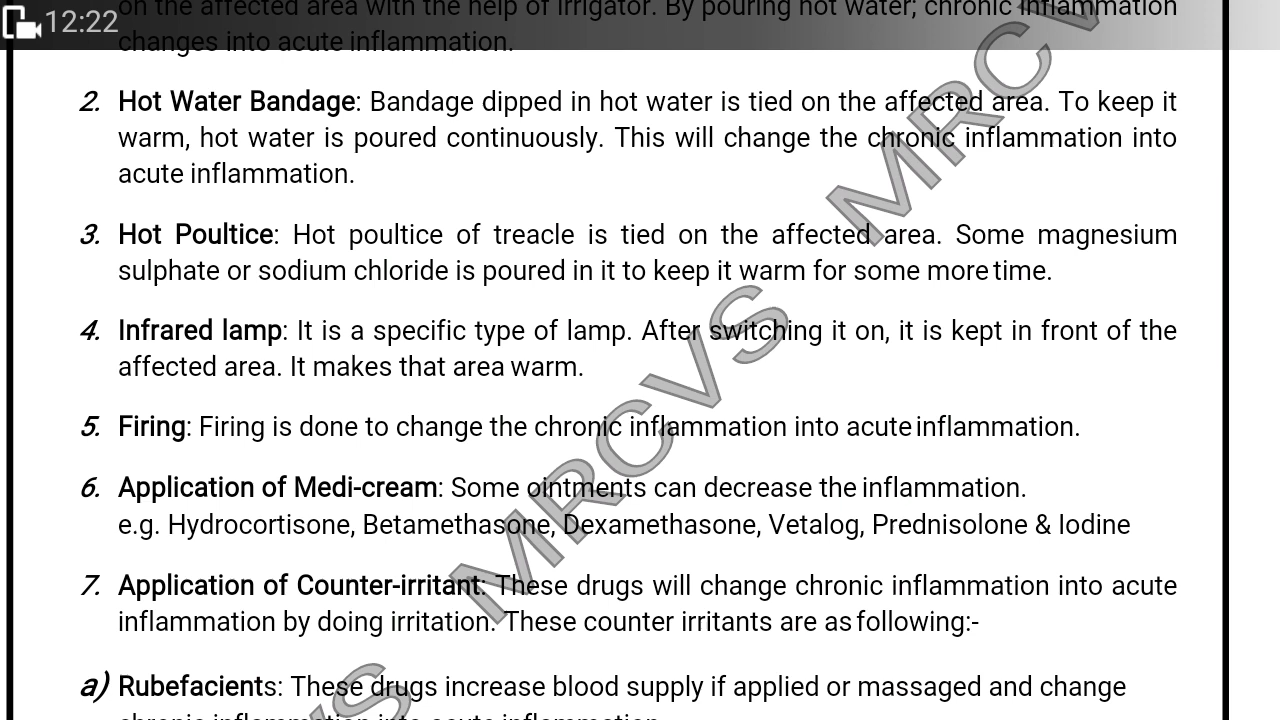 on the affected area with the help of irrigator. By pouring hot water; chronic inflammation
12:22
changes into acute inflammation.
2. Hot Water Bandage: Bandage dipped in hot water is tied on the affected area. To keep it
warm, hot water is poured continuously. This will change the chronic inflammation into
acute inflammation.
3. Hot Poultice: Hot poultice of treacle is tied on the affected area. Some magnesium
sulphate or sodium chloride is poured in it to keep it warm for some more time.
4. Infrared lamp: It is a specific type of lamp. After switching it on, it is kept in front of the
affected area. It makes that area warm.
5. Firing: Firing is done to change the chronic inflammation into acute inflammation.
6. Application of Medi-cream: Some ointments can decrease the inflammation.
e.g. Hydrocortisone, Betamethasone, Dexamethasone, Vetalog, Prednisolone & Iodine
7. Application of Counter-irritant: These drugs will change chronic inflammation into acute
inflammation by doing irritation. These counter irritants are as following:-
a) Rubefacients: These drugs increase blood supply if applied or massaged and change
chronic inflammation into acute inflammation
MRCVS